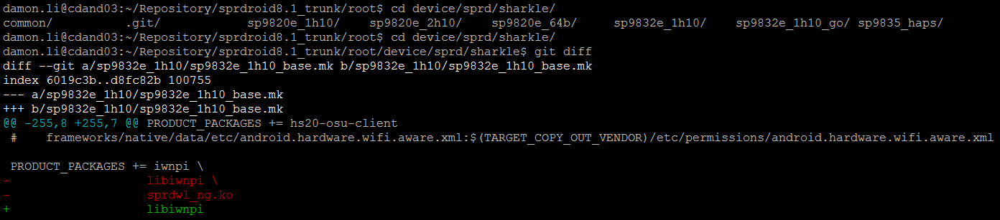 damon.li@cdand03:~/Repository/sprdroid8.1_trunk/root$ cd device/sprd/sharkle/
common/ .git/ sp9820e_1h10/ sp9820e_2h10/ sp9820e_64b/ sp9832e_1h10/ sp9832e_1h10_go/ sp9835_haps/
damon.li@cdand03:~/Repository/sprdroid8.1_trunk/root$ cd device/sprd/sharkle/
damon.li@cdand03:~/Repository/sprdroid8.1_trunk/root/device/sprd/sharkle$ git diff
diff --git a/sp9832e_1h10/sp9832e_1h10_base.mk b/sp9832e_1h10/sp9832e_1h10_base.mk
index 6019c3b..d8fc82b 100755
--- a/sp9832e_1h10/sp9832e_1h10_base.mk
+++ b/sp9832e_1h10/sp9832e_1h10_base.mk
@@ -255,8 +255,7 @@ PRODUCT_PACKAGES += hs20-osu-client
 #    frameworks/native/data/etc/android.hardware.wifi.aware.xml:$(TARGET_COPY_OUT_VENDOR)/etc/permissions/android.hardware.wifi.aware.xml
 PRODUCT_PACKAGES += iwnpi \
-                    libiwnpi \
-                    sprdwl_ng.ko
+                    libiwnpi